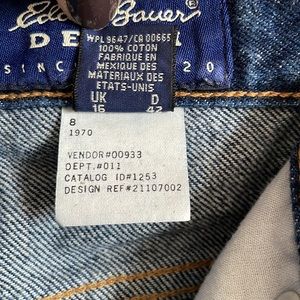 Eddie Bauer
DE
SINC 20
WPL 9647/CA 00665
100% COTTON
FABRIQUE EN
MEXIQUE DES
MATERIAUX DES
ETATS-UNIS
UK D
16 42
8
1970
VENDOR#00933
DEPT.#011
CATALOG ID#1253
DESIGN REF#21107002